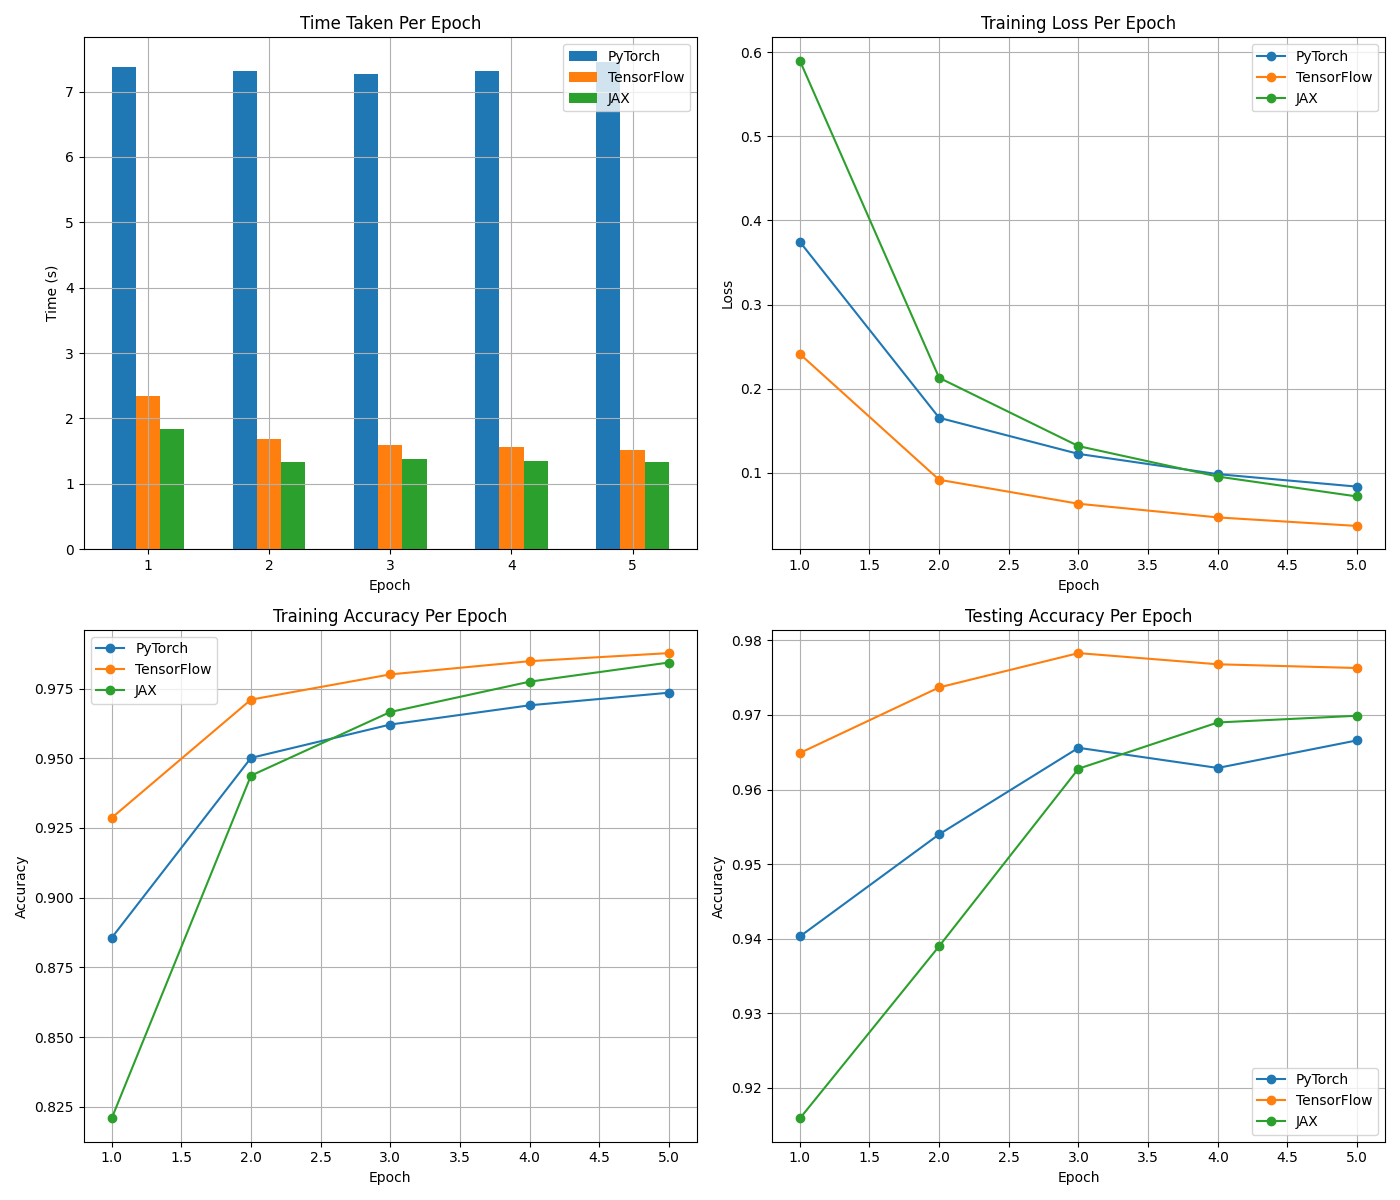 Time Taken Per Epoch
Time (s)
7
6
5
4
3
2
1
0
PyTorch
TensorFlow
JAX
1 2 3 4 5
Epoch
Training Loss Per Epoch
Loss
0.6
0.5
0.4
0.3
0.2
0.1
PyTorch
TensorFlow
JAX
1.0 1.5 2.0 2.5 3.0 3.5 4.0 4.5 5.0
Epoch
Training Accuracy Per Epoch
Accuracy
0.975
0.950
0.925
0.900
0.875
0.850
0.825
PyTorch
TensorFlow
JAX
1.0 1.5 2.0 2.5 3.0 3.5 4.0 4.5 5.0
Epoch
Testing Accuracy Per Epoch
Accuracy
0.98
0.97
0.96
0.95
0.94
0.93
0.92
PyTorch
TensorFlow
JAX
1.0 1.5 2.0 2.5 3.0 3.5 4.0 4.5 5.0
Epoch